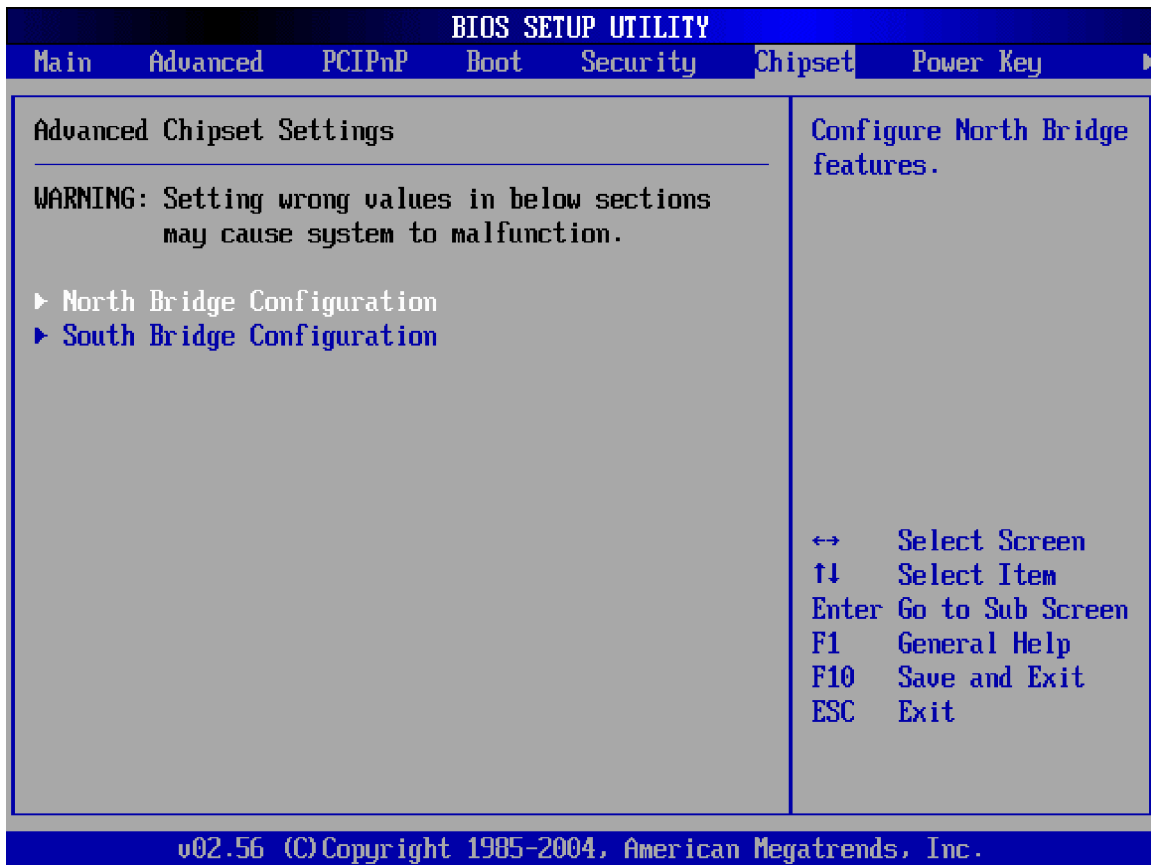 BIOS SETUP UTILITY
Main Advanced PCIPnP Boot Security Chipset Power Key
Advanced Chipset Settings
WARNING: Setting wrong values in below sections
may cause system to malfunction.
North Bridge Configuration
South Bridge Configuration
Configure North Bridge
features.
↔ Select Screen
↑↓ Select Item
Enter Go to Sub Screen
F1 General Help
F10 Save and Exit
ESC Exit
v02.56 (C)Copyright 1985-2004, American Megatrends, Inc.